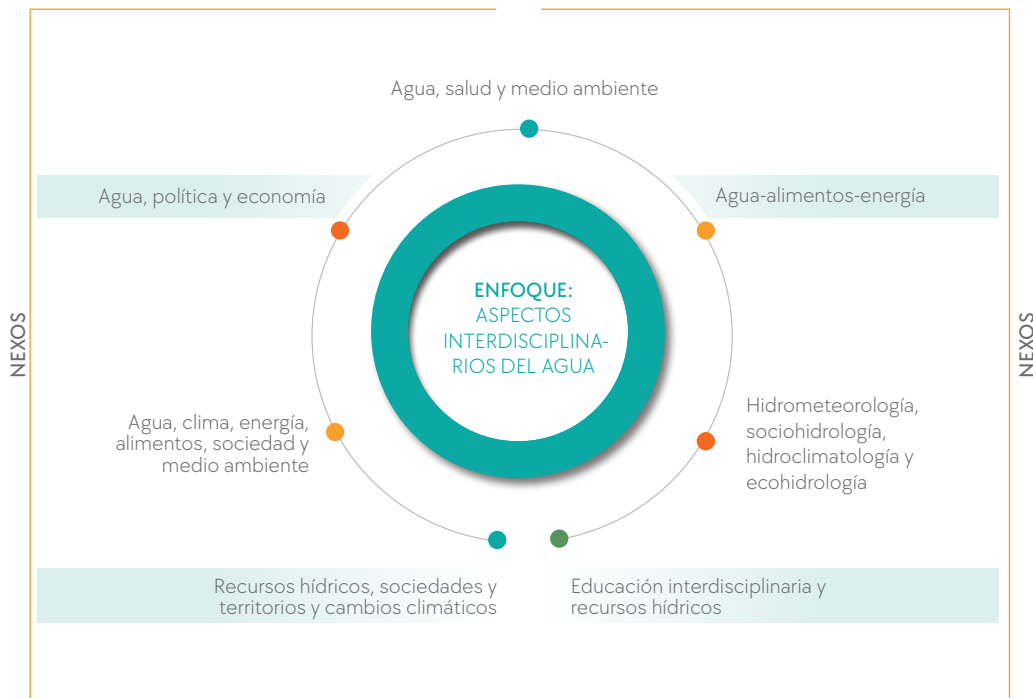 Agua, salud y medio ambiente
Agua, política y economía
Agua-alimentos-energía
NEXOS
ENFOQUE:
ASPECTOS
INTERDISCIPLINA-
RIOS DEL AGUA
NEXOS
Agua, clima, energía,
alimentos, sociedad y
medio ambiente
Hidrometeorología,
sociohidrología,
hidroclimatología y
ecohidrología
Recursos hídricos, sociedades y
territorios y cambios climáticos
Educación interdisciplinaria y
recursos hídricos